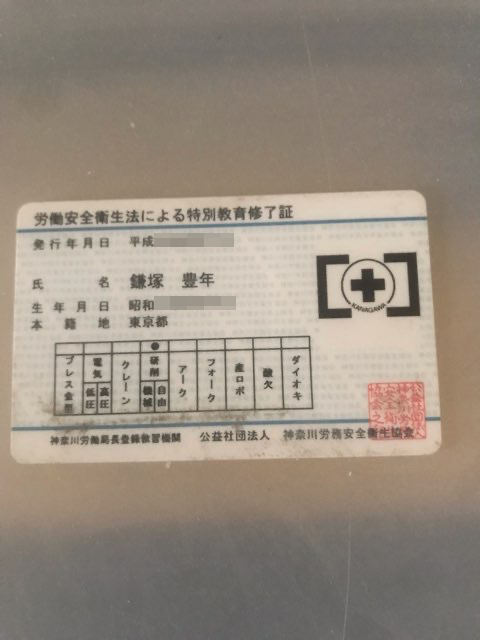 労働安全衛生法による特別教育修了証
発行年月日 平成
氏名 鎌塚 豊年
生年月日 昭和
本籍地 東京都
プレス金型 電気 低圧 高圧 クレーン 研削 機械 自由 アーク フォーク 産ロボ 酸欠 ダイオキ
KANAGAWA
神奈川労働局長登録教習機関 公益社団法人 神奈川労務安全衛生協会